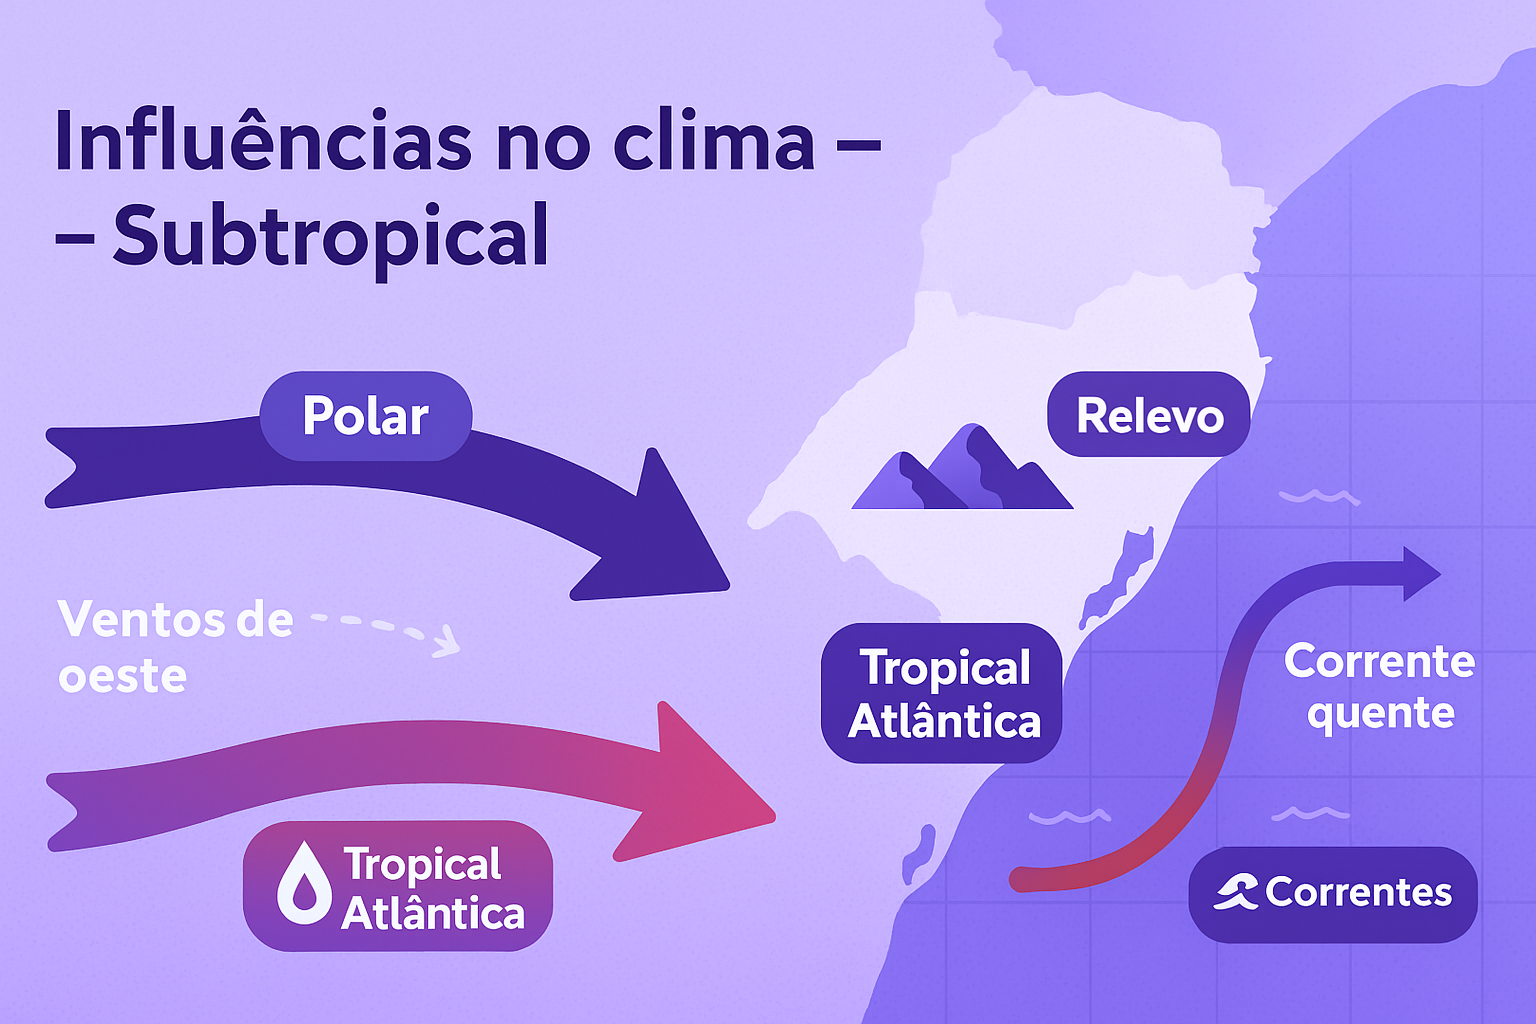 Influências no clima –
– Subtropical
Polar
Relevo
Ventos de
oeste
Tropical
Atlântica
Corrente
quente
Tropical
Atlântica
Correntes